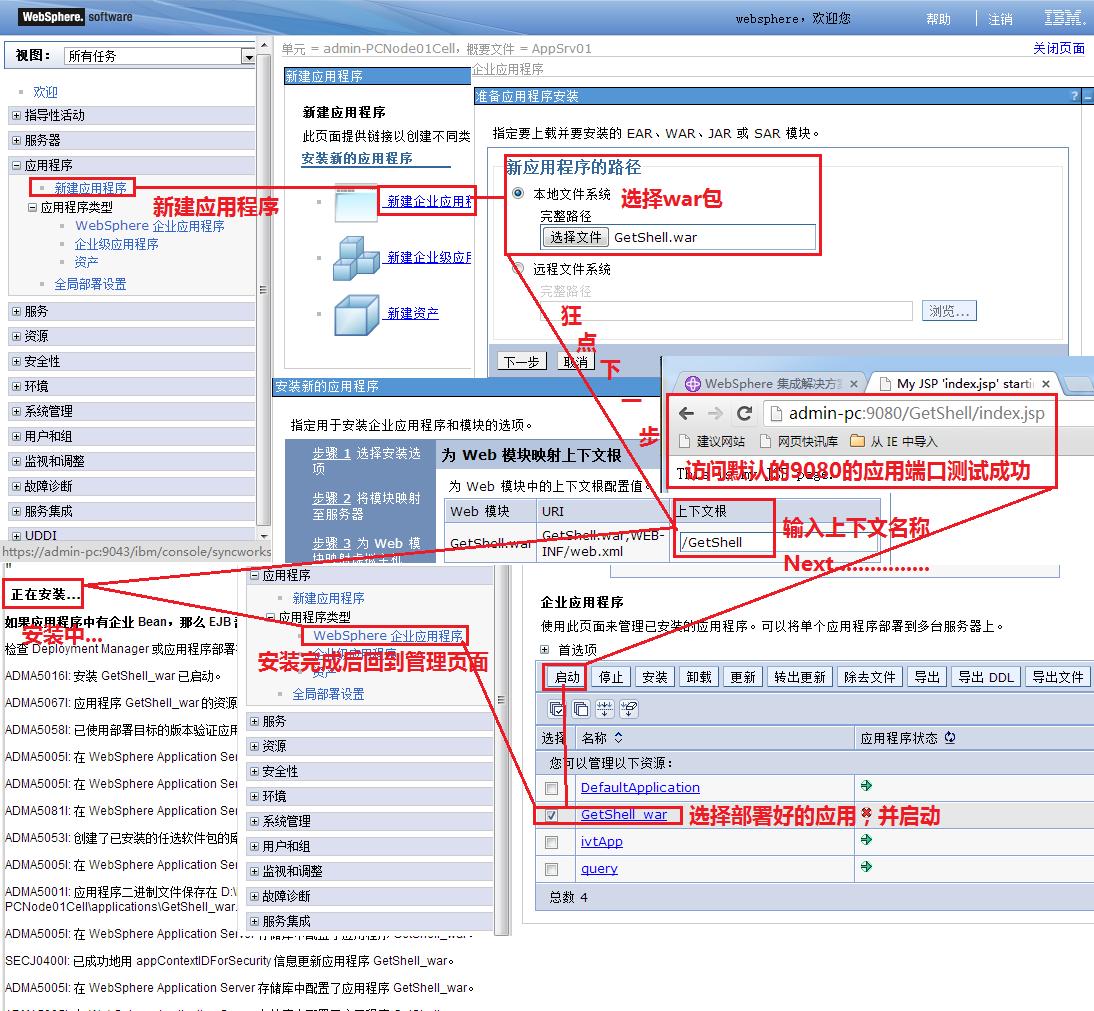 WebSphere. software
websphere，欢迎您
帮助
注销
IBM.
视图：
所有任务
单元 = admin-PCNode01Cell，概要文件 = AppSrv01
关闭页面
欢迎
指导性活动
服务器
应用程序
新建应用程序
应用程序类型
WebSphere 企业应用程序
企业级应用程序
资产
全局部署设置
服务
资源
安全性
环境
系统管理
用户和组
监视和调整
故障诊断
服务集成
UDDI
https://admin-pc:9043/ibm/console/syncworks
新建应用程序
新建应用程序
新建应用程序
此页面提供链接以创建不同类
安装新的应用程序
新建企业应用
新建企业级应
新建资产
企业应用程序
准备应用程序安装
?
指定要上载并要安装的 EAR、WAR、JAR 或 SAR 模块。
新应用程序的路径
本地文件系统
选择war包
完整路径
选择文件
GetShell.war
远程文件系统
完整路径
浏览...
下一步
取消
狂
点
下
一
步
安装新的应用程序
指定用于安装企业应用程序和模块的选项。
步骤 1 选择安装选
项
步骤 2 将模块映射
至服务器
步骤 3 为 Web 模
为 Web 模块映射上下文根
为 Web 模块中的上下文根配置值。
Web 模块
URI
上下文根
GetShell.war
GetShell.war,WEB-
INF/web.xml
/GetShell
输入上下文名称
Next................
WebSphere 集成解决方
My JSP 'index.jsp' starti
admin-pc:9080/GetShell/index.jsp
建议网站
网页快讯库
从 IE 中导入
访问默认的9080的应用端口测试成功
正在安装...
如果应用程序中有企业 Bean，那么 EJB
安装中...
检查 Deployment Manager 或应用程序部署
ADMA5016I: 安装 GetShell_war 已启动。
ADMA5067I: 应用程序 GetShell_war 的资源
ADMA5058I: 已使用部署目标的版本验证应用
ADMA5005I: 在 WebSphere Application Ser
ADMA5005I: 在 WebSphere Application Ser
ADMA5081I: 在 WebSphere Application Ser
ADMA5053I: 创建了已安装的任选软件包的库
ADMA5005I: 在 WebSphere Application Ser
ADMA5001I: 应用程序二进制文件保存在 D:\
PCNode01Cell\applications\GetShell_war.
ADMA5005I: 在 WebSphere Application Server 存储库中配置了应用程序 GetShell_war。
SECJ0400I: 已成功地用 appContextIDForSecurity 信息更新应用程序 GetShell_war。
ADMA5005I: 在 WebSphere Application Server 存储库中配置了应用程序 GetShell_war。
应用程序
新建应用程序
应用程序类型
WebSphere 企业应用程序
企业级应用程序
安装完成后回到管理页面
资产
全局部署设置
服务
资源
安全性
环境
系统管理
用户和组
监视和调整
故障诊断
服务集成
企业应用程序
使用此页面来管理已安装的应用程序。可以将单个应用程序部署到多台服务器上。
首选项
启动
停止
安装
卸载
更新
转出更新
除去文件
导出
导出 DDL
导出文件
选择
名称
应用程序状态
您可以管理以下资源：
DefaultApplication
GetShell_war
选择部署好的应用，并启动
ivtApp
query
总数 4